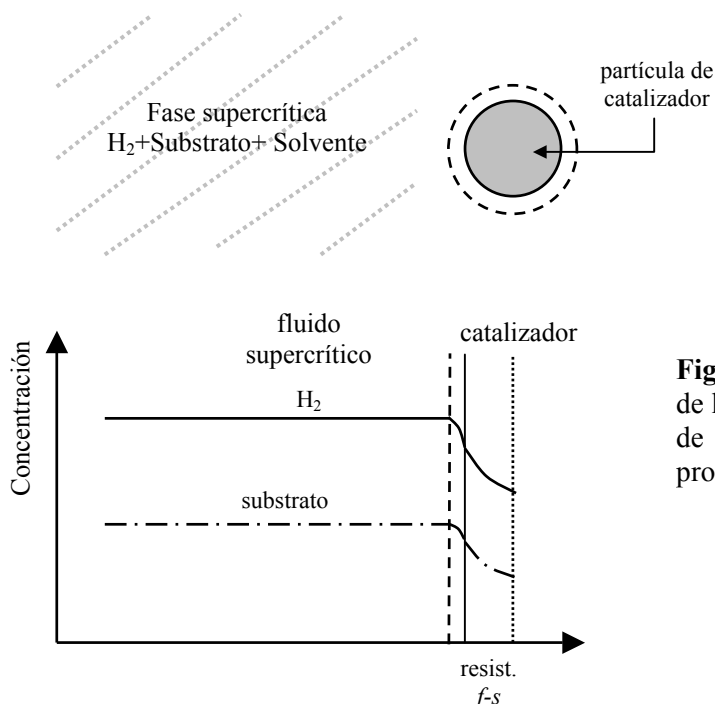 Fase supercrítica
H₂+Substrato+ Solvente
partícula de
catalizador
fluido
supercrítico
catalizador
H₂
substrato
Concentración
resist.
f-s
Fig
de l
de
pro